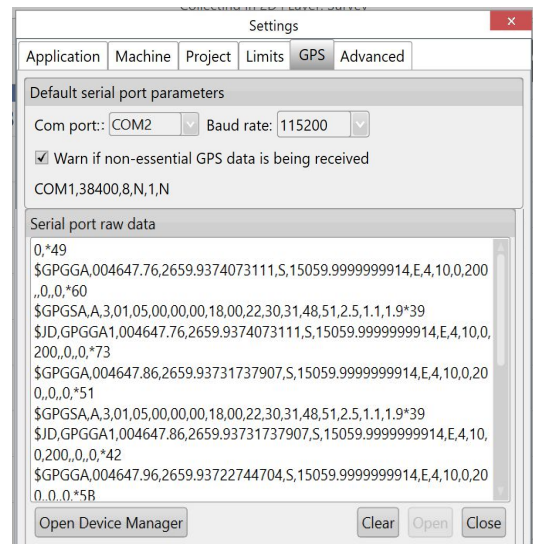 Settings
Application Machine Project Limits GPS Advanced
Default serial port parameters
Com port:: COM2 Baud rate: 115200
Warn if non-essential GPS data is being received
COM1,38400,8,N,1,N
Serial port raw data
0,*49
$GPGGA,004647.76,2659.9374073111,S,15059.9999999914,E,4,10,0,200
,,0,,0,*60
$GPGSA,A,3,01,05,00,00,00,18,00,22,30,31,48,51,2.5,1.1,1.9*39
$JD,GPGGA1,004647.76,2659.9374073111,S,15059.9999999914,E,4,10,0,
200,,0,,0,*73
$GPGGA,004647.86,2659.93731737907,S,15059.9999999914,E,4,10,0,20
0,,0,,0,*51
$GPGSA,A,3,01,05,00,00,00,18,00,22,30,31,48,51,2.5,1.1,1.9*39
$JD,GPGGA1,004647.86,2659.93731737907,S,15059.9999999914,E,4,10,
0,200,,0,,0,*42
$GPGGA,004647.96,2659.93722744704,S,15059.9999999914,E,4,10,0,20
0,,0,,0,*5B
Open Device Manager Clear Open Close